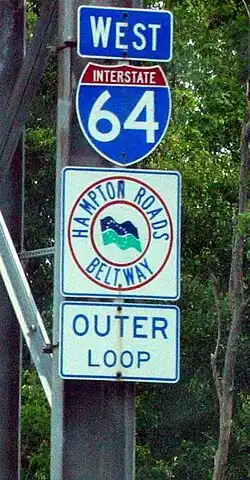 WEST
INTERSTATE
64
HAMPTON ROADS
BELTWAY
OUTER
LOOP